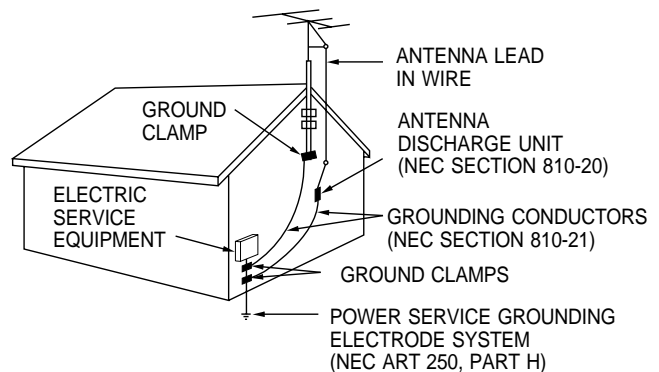 ANTENNA LEAD
IN WIRE
GROUND
CLAMP
ANTENNA
DISCHARGE UNIT
(NEC SECTION 810-20)
ELECTRIC
SERVICE
EQUIPMENT
GROUNDING CONDUCTORS
(NEC SECTION 810-21)
GROUND CLAMPS
POWER SERVICE GROUNDING
ELECTRODE SYSTEM
(NEC ART 250, PART H)